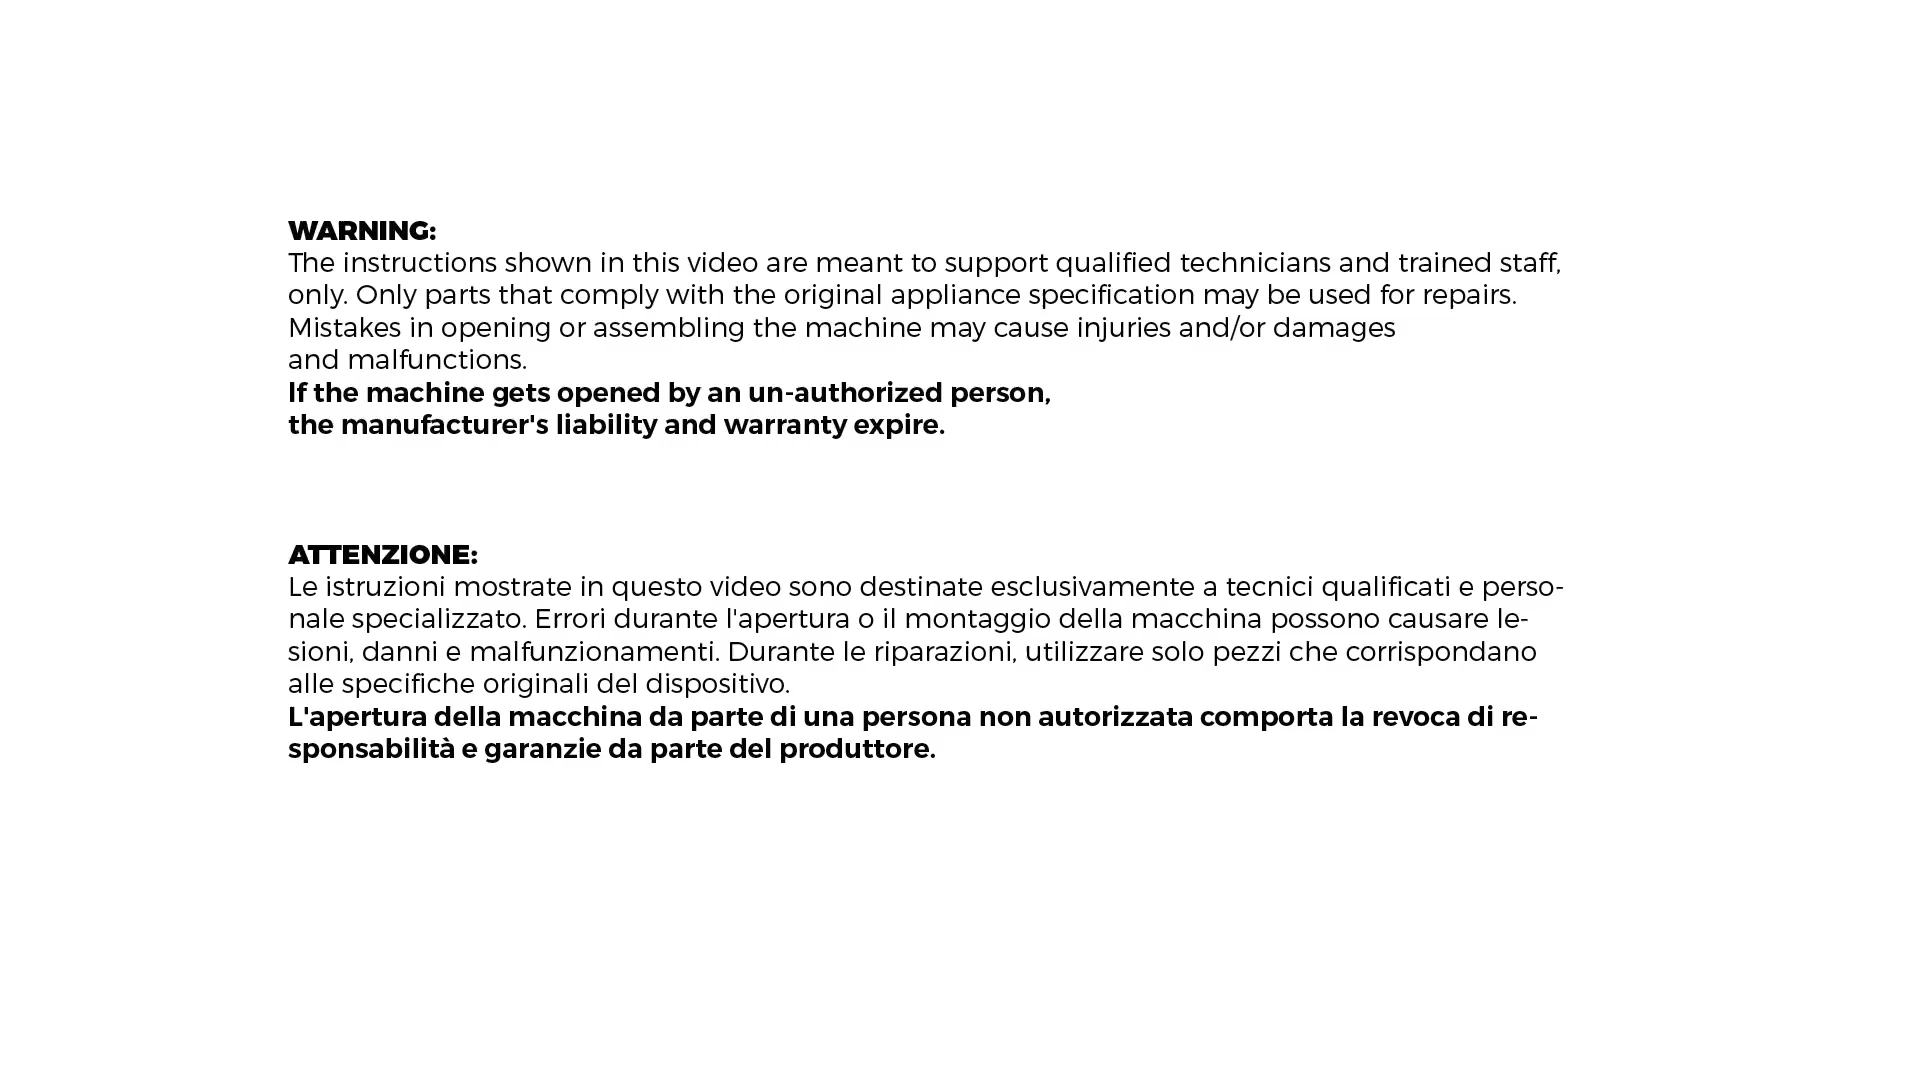 WARNING:
The instructions shown in this video are meant to support qualified technicians and trained staff,
only. Only parts that comply with the original appliance specification may be used for repairs.
Mistakes in opening or assembling the machine may cause injuries and/or damages
and malfunctions.
If the machine gets opened by an un-authorized person,
the manufacturer's liability and warranty expire.
ATTENZIONE:
Le istruzioni mostrate in questo video sono destinate esclusivamente a tecnici qualificati e perso-
nale specializzato. Errori durante l'apertura o il montaggio della macchina possono causare le-
sioni, danni e malfunzionamenti. Durante le riparazioni, utilizzare solo pezzi che corrispondano
alle specifiche originali del dispositivo.
L'apertura della macchina da parte di una persona non autorizzata comporta la revoca di re-
sponsabilità e garanzie da parte del produttore.